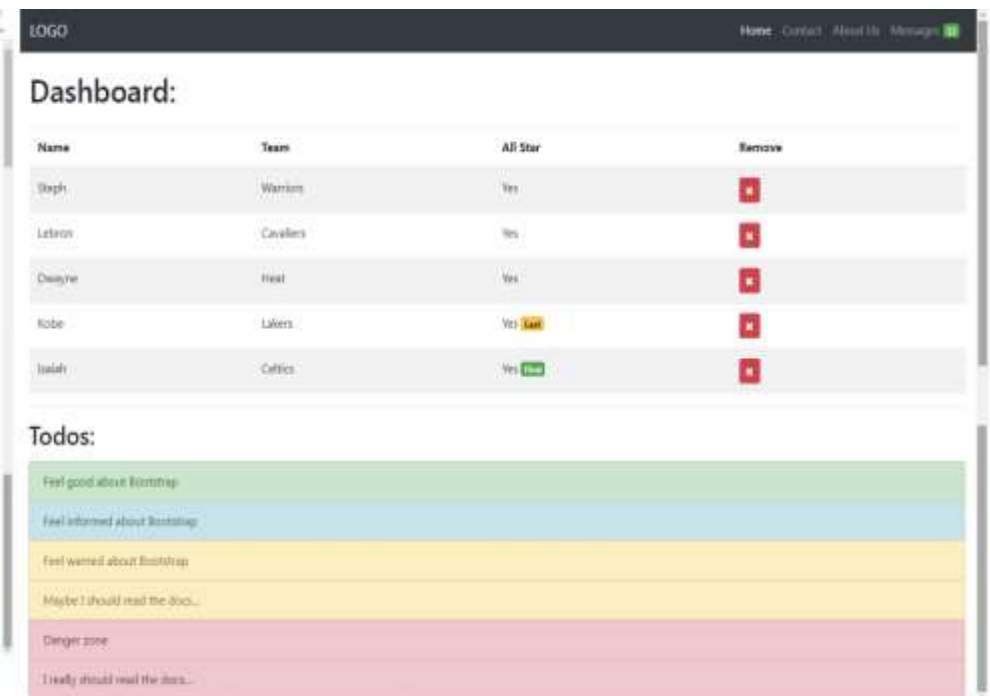 LOGO Home Contact About Us Messages
Dashboard:
Name Team All Star Remove
Steph Warriors Yes
Lebron Cavaliers Yes
Dwayne Heat Yes
Kobe Lakers Yes Last
Isaiah Celtics Yes
Todos:
Feel good about Bootstrap
Feel informed about Bootstrap
Feel warned about Bootstrap
Maybe I should read the docs...
Danger zone
I really should read the docs...